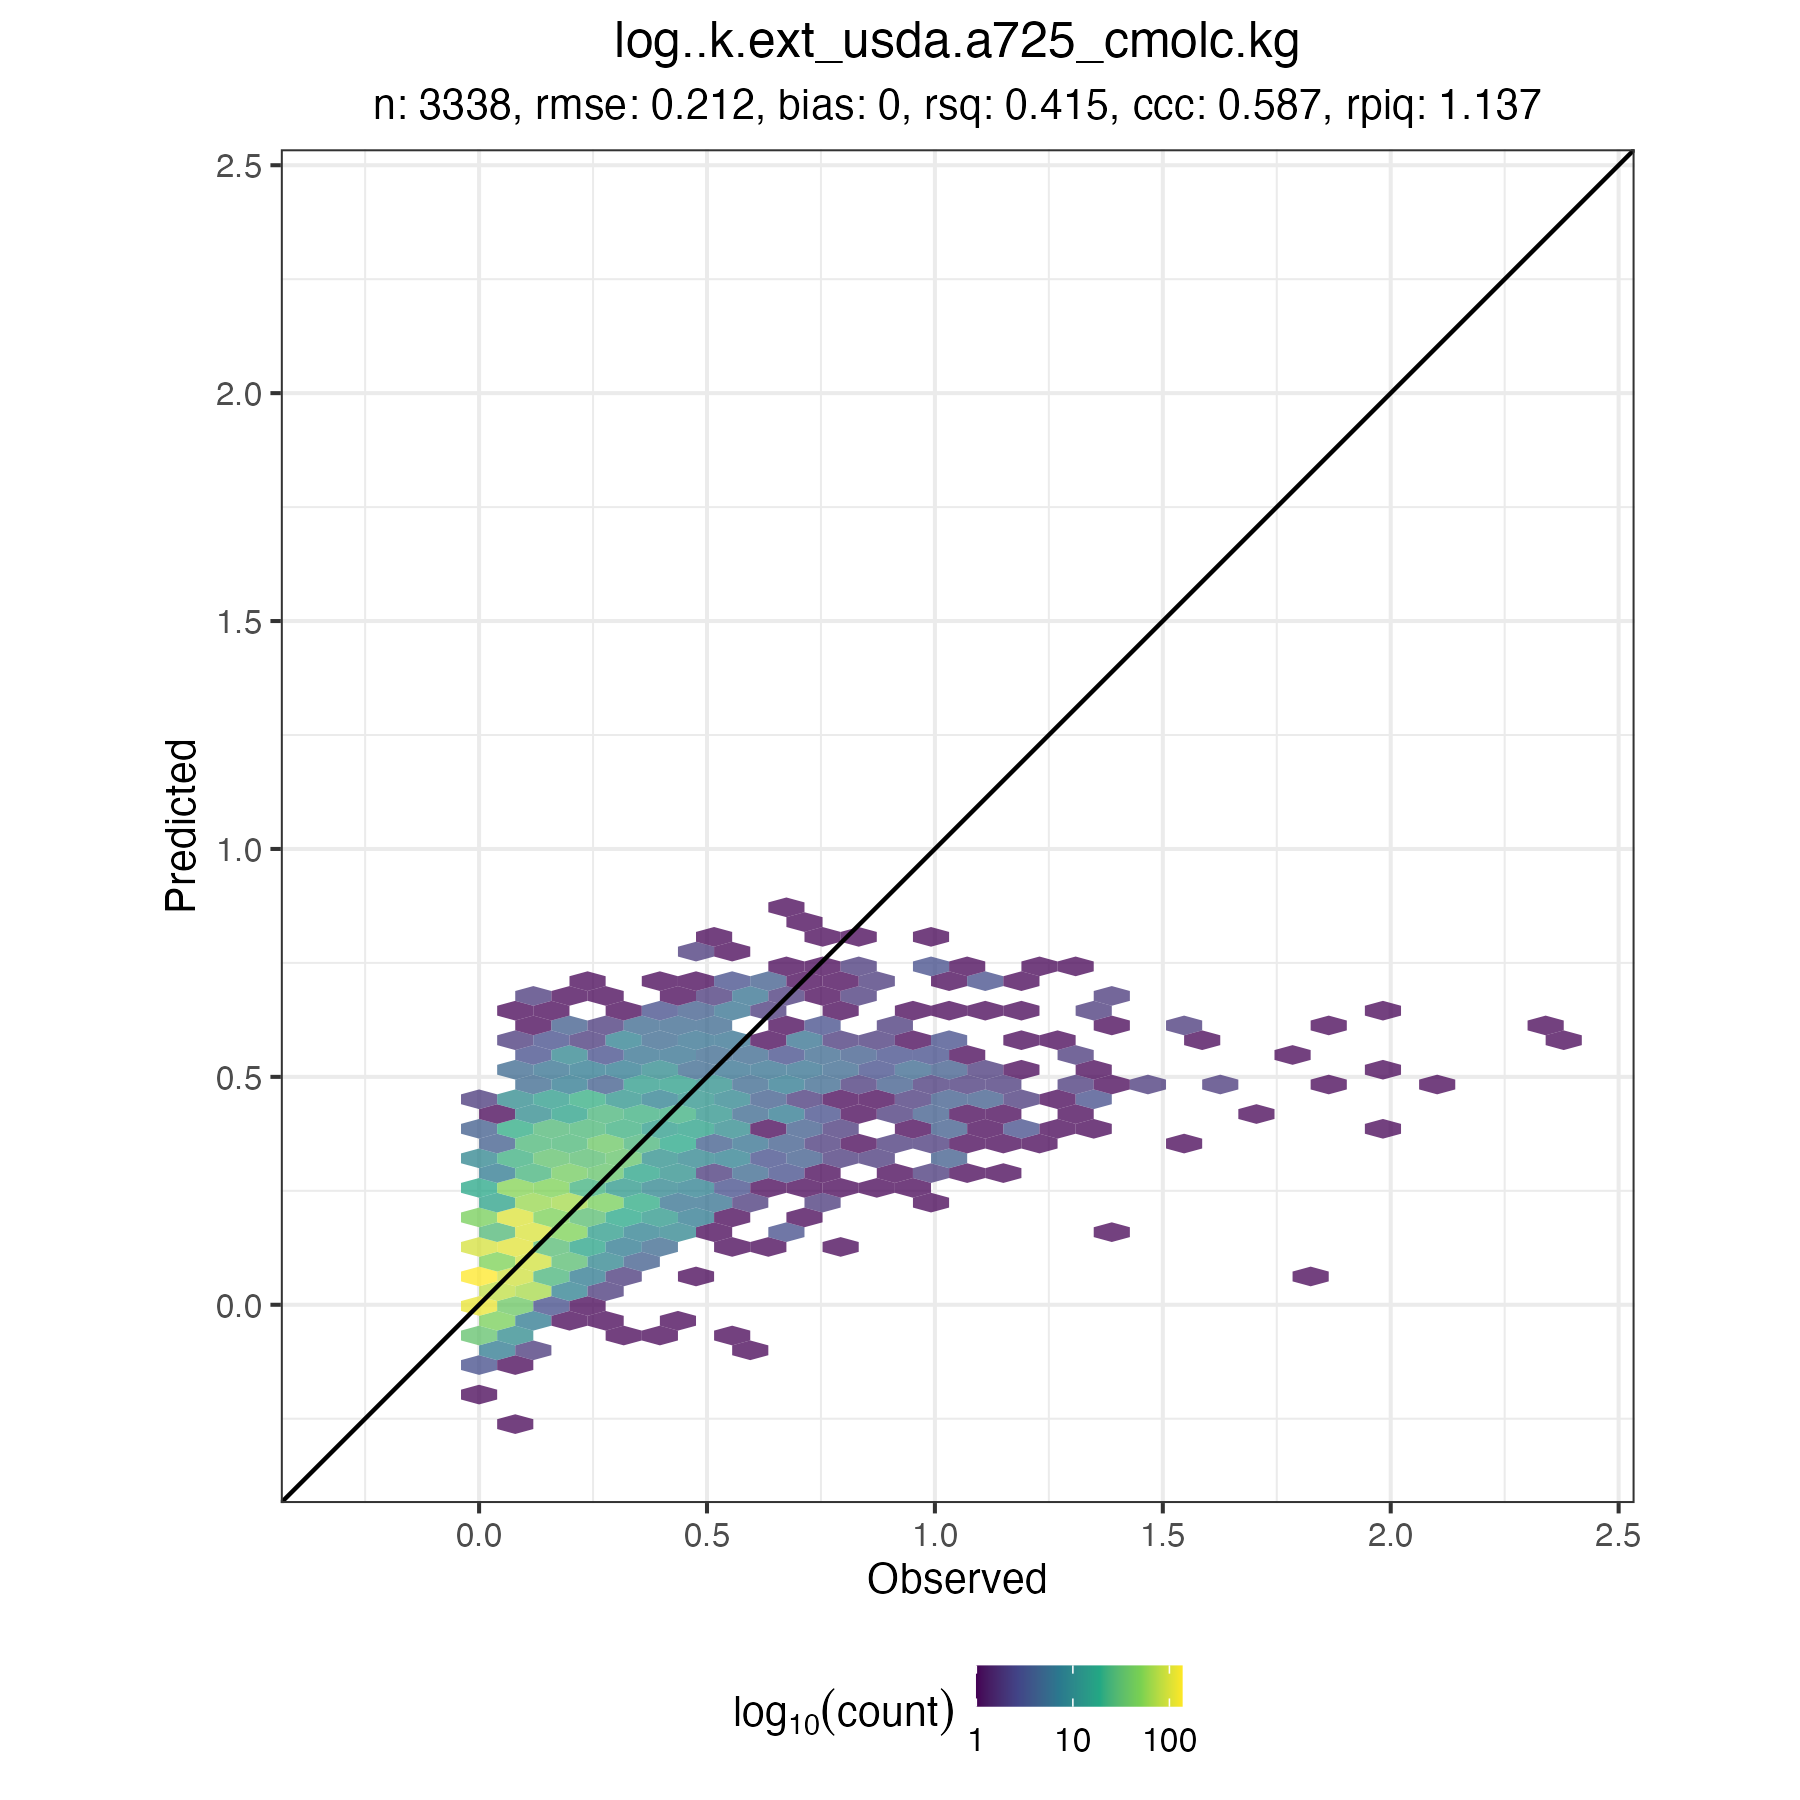 log..k.ext_usda.a725_cmolc.kg
n: 3338, rmse: 0.212, bias: 0, rsq: 0.415, ccc: 0.587, rpiq: 1.137
2.5
2.0
1.5
1.0
0.5
0.0
Predicted
0.0 0.5 1.0 1.5 2.0 2.5
Observed
log₁₀(count)
1 10 100